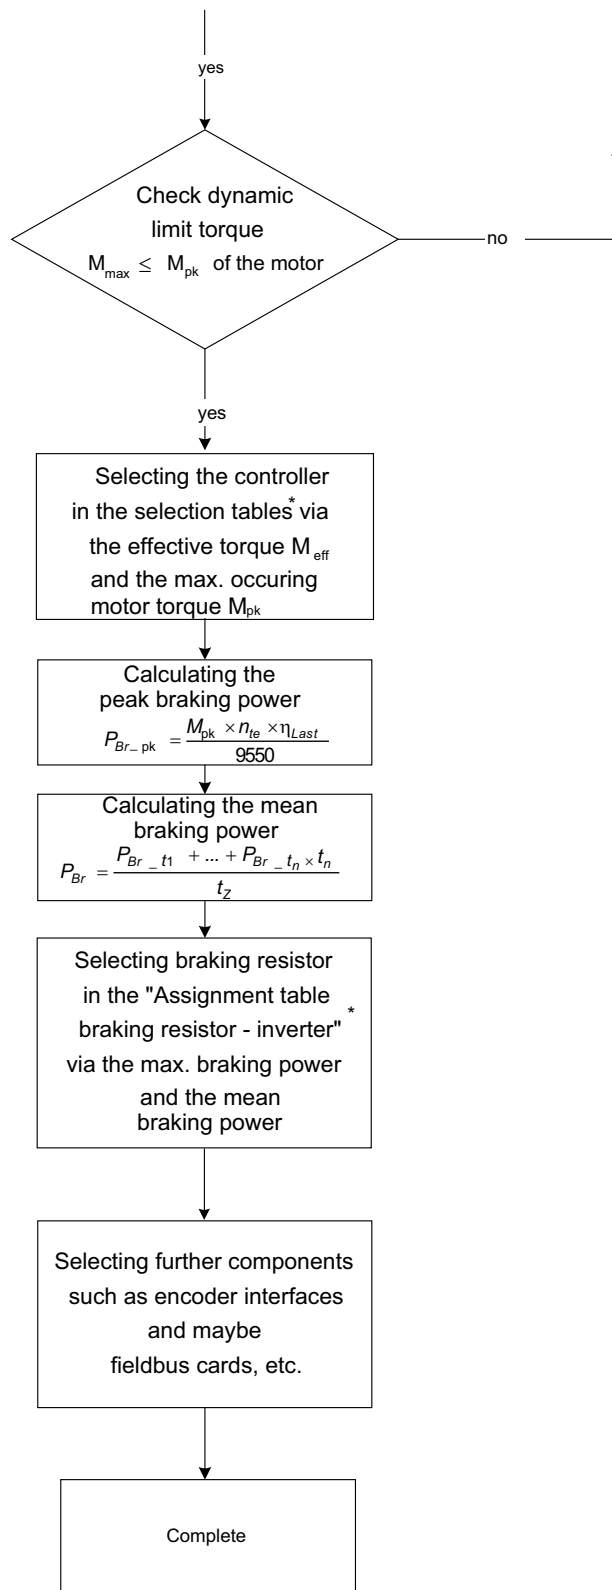 yes
Check dynamic
limit torque
M_max ≤ M_pk of the motor
no
yes
Selecting the controller
in the selection tables* via
the effective torque M_eff
and the max. occuring
motor torque M_pk
Calculating the
peak braking power
P_Br_pk = (M_pk × n_te × η_Last) / 9550
Calculating the mean
braking power
P_Br = (P_Br_t1 + ... + P_Br_tn × t_n) / t_Z
Selecting braking resistor
in the "Assignment table
braking resistor - inverter" *
via the max. braking power
and the mean
braking power
Selecting further components
such as encoder interfaces
and maybe
fieldbus cards, etc.
Complete